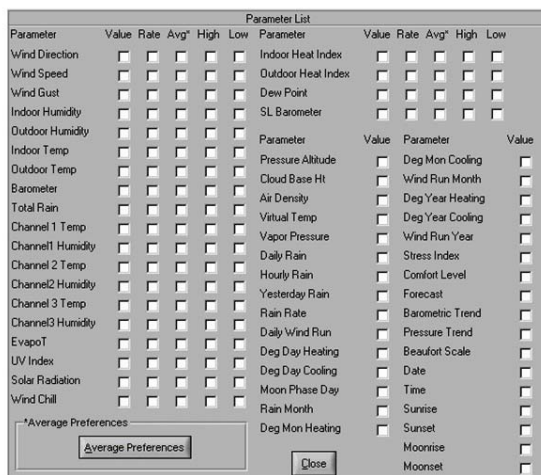 Parameter List
Parameter Value Rate Avg* High Low
Wind Direction
Wind Speed
Wind Gust
Indoor Humidity
Outdoor Humidity
Indoor Temp
Outdoor Temp
Barometer
Total Rain
Channel 1 Temp
Channel1 Humidity
Channel 2 Temp
Channel2 Humidity
Channel 3 Temp
Channel3 Humidity
EvapoT
UV Index
Solar Radiation
Wind Chill
*Average Preferences
Average Preferences
Parameter Value Rate Avg* High Low
Indoor Heat Index
Outdoor Heat Index
Dew Point
SL Barometer
Parameter Value
Pressure Altitude
Cloud Base Ht
Air Density
Virtual Temp
Vapor Pressure
Daily Rain
Hourly Rain
Yesterday Rain
Rain Rate
Daily Wind Run
Deg Day Heating
Deg Day Cooling
Moon Phase Day
Rain Month
Deg Mon Heating
Parameter Value
Deg Mon Cooling
Wind Run Month
Deg Year Heating
Deg Year Cooling
Wind Run Year
Stress Index
Comfort Level
Forecast
Barometric Trend
Pressure Trend
Beaufort Scale
Date
Time
Sunrise
Sunset
Moonrise
Moonset
Close